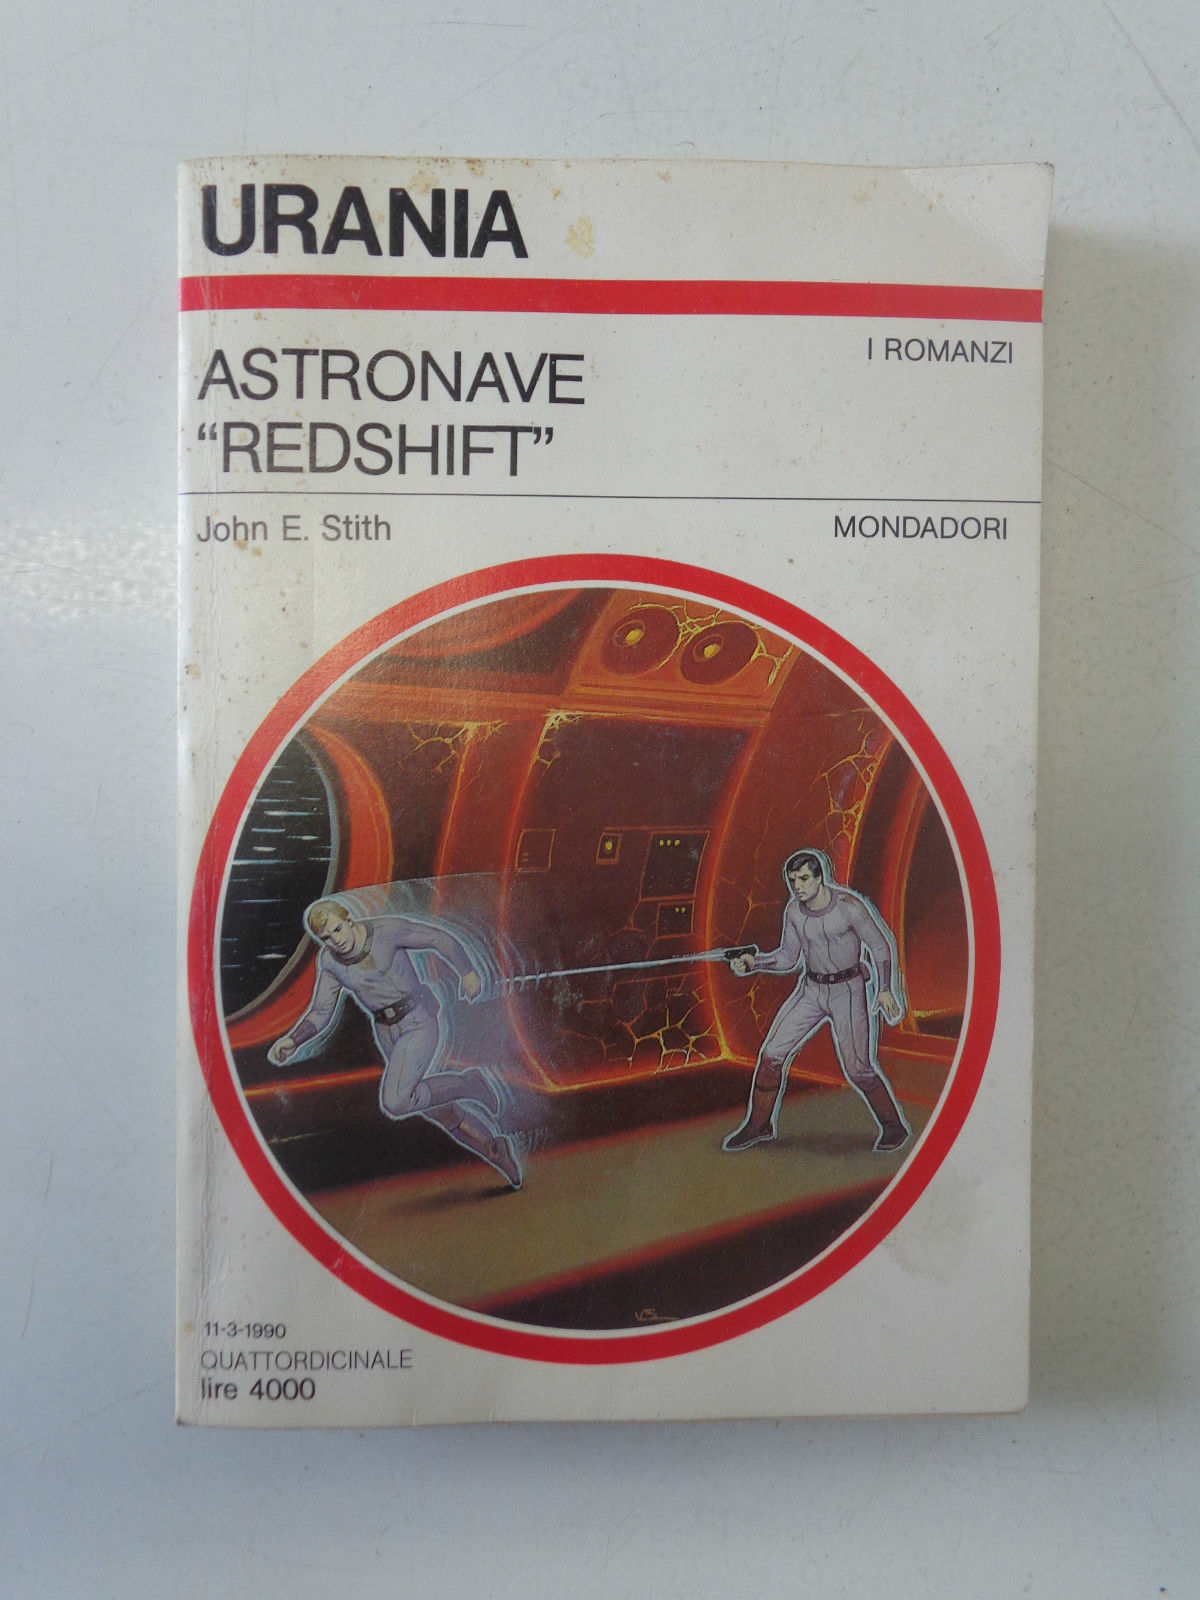 URANIA
ASTRONAVE
“REDSHIFT”
I ROMANZI
John E. Stith
MONDADORI
11-3-1990
QUATTORDICINALE
lire 4000